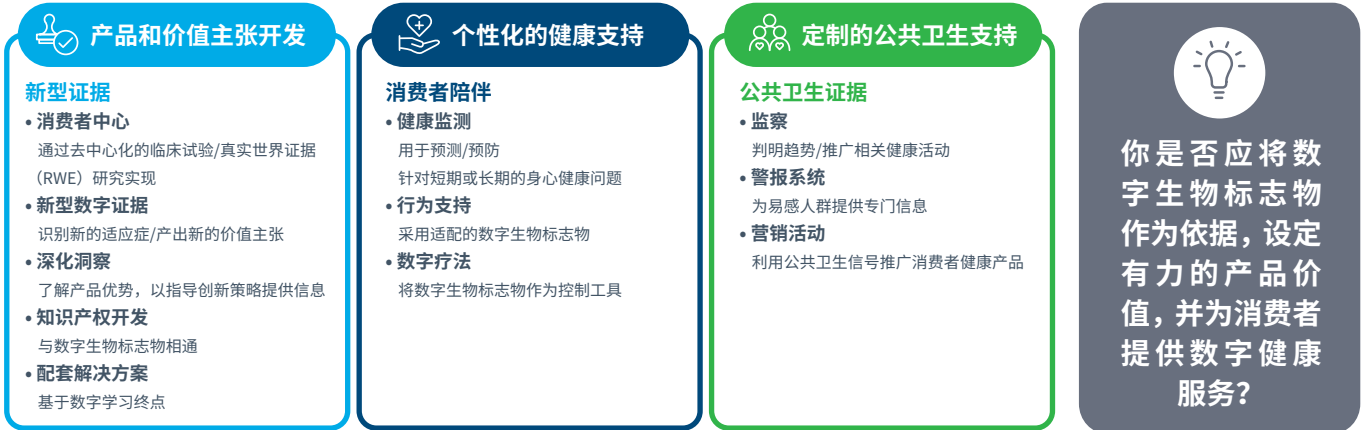 产品和价值主张开发
新型证据
• 消费者中心
通过去中心化的临床试验/真实世界证据
（RWE）研究实现
• 新型数字证据
识别新的适应症/产出新的价值主张
• 深化洞察
了解产品优势，以指导创新策略提供信息
• 知识产权开发
与数字生物标志物相通
• 配套解决方案
基于数字学习终点
个性化的健康支持
消费者陪伴
• 健康监测
用于预测/预防
针对短期或长期的身心健康问题
• 行为支持
采用适配的数字生物标志物
• 数字疗法
将数字生物标志物作为控制工具
定制的公共卫生支持
公共卫生证据
• 监察
判明趋势/推广相关健康活动
• 警报系统
为易感人群提供专门信息
• 营销活动
利用公共卫生信号推广消费者健康产品
你是否应将数
字生物标志物
作为依据，设定
有力的产品价
值，并为消费者
提供数字健康
服务？